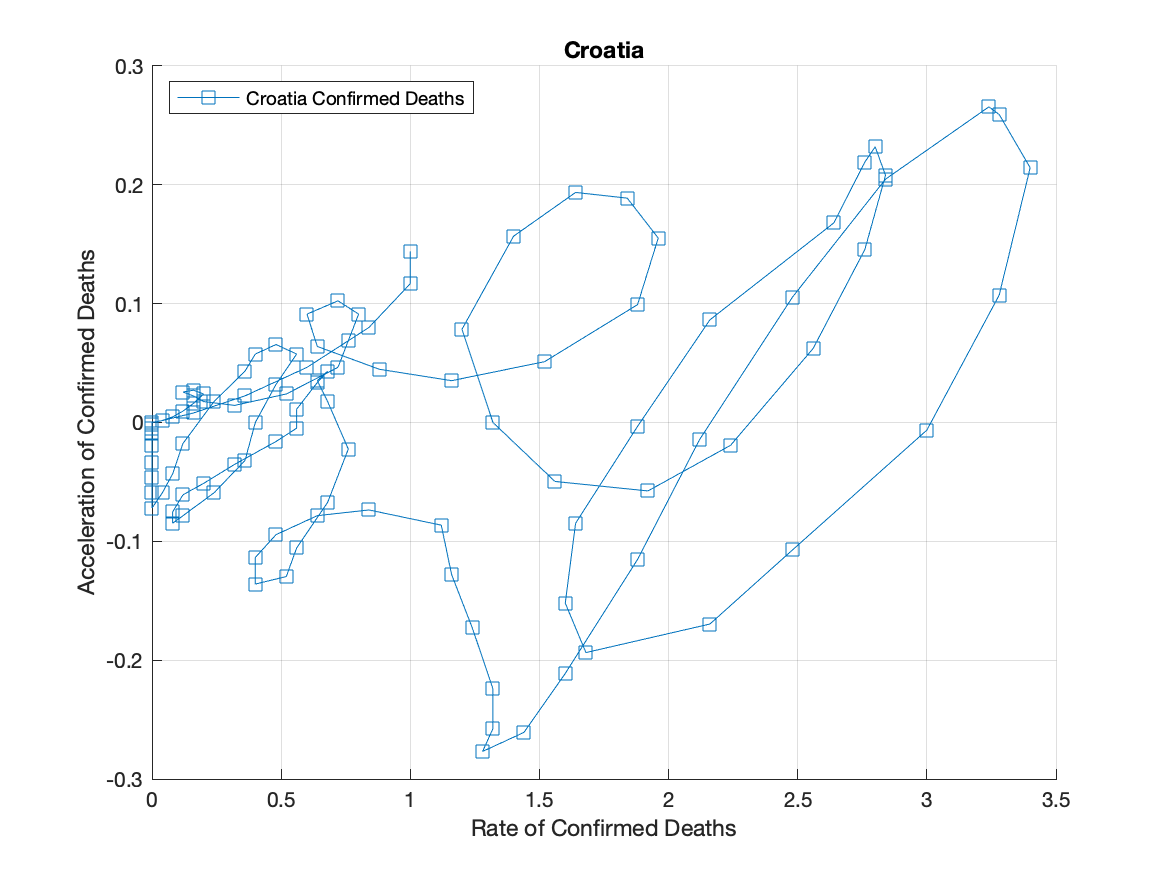 Croatia
Croatia Confirmed Deaths
Acceleration of Confirmed Deaths
0.3
0.2
0.1
0
-0.1
-0.2
-0.3
0 0.5 1 1.5 2 2.5 3 3.5
Rate of Confirmed Deaths